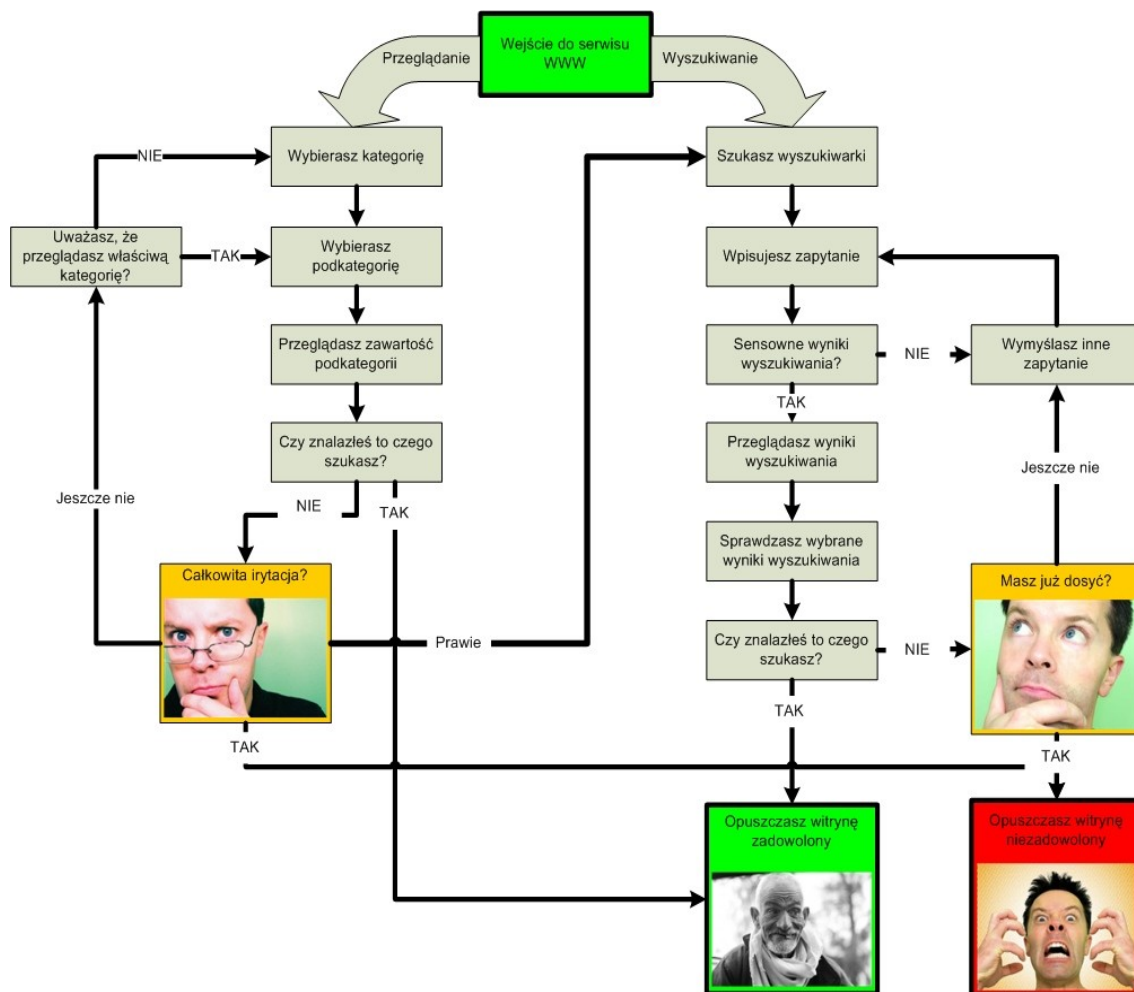 Wejście do serwisu
WWW
Przeglądanie
Wyszukiwanie
Wybierasz kategorię
Szukasz wyszukiwarki
NIE
Uważasz, że
przeglądasz właściwą
kategorię?
TAK
Wybierasz
podkategorię
Wpisujesz zapytanie
Przeglądasz zawartość
podkategorii
Sensowne wyniki
wyszukiwania?
NIE
Wymyślasz inne
zapytanie
TAK
Czy znalazłeś to czego
szukasz?
Przeglądasz wyniki
wyszukiwania
Jeszcze nie
NIE
TAK
Jeszcze nie
Sprawdzasz wybrane
wyniki wyszukiwania
Całkowita irytacja?
Masz już dosyć?
Prawie
Czy znalazłeś to czego
szukasz?
NIE
TAK
TAK
TAK
Opuszczasz witrynę
zadowolony
Opuszczasz witrynę
niezadowolony